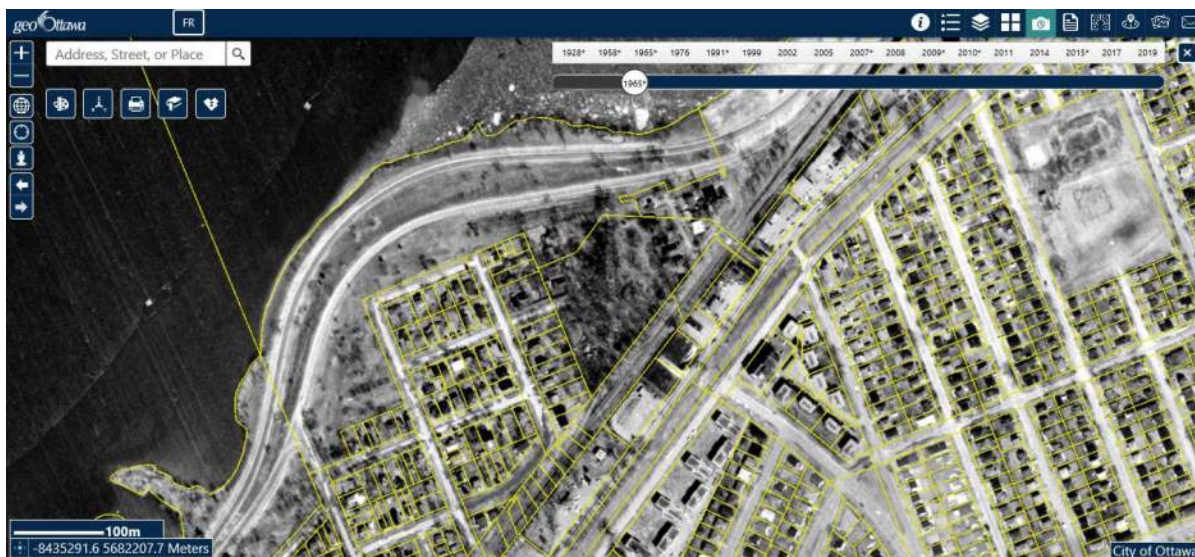 geoOttawa
FR
Address, Street, or Place
1928* 1958* 1965* 1976 1991* 1999 2002 2005 2007* 2008 2009* 2010* 2011 2014 2015* 2017 2019
1965*
100m
-8435291.6 5682207.7 Meters
City of Ottawa